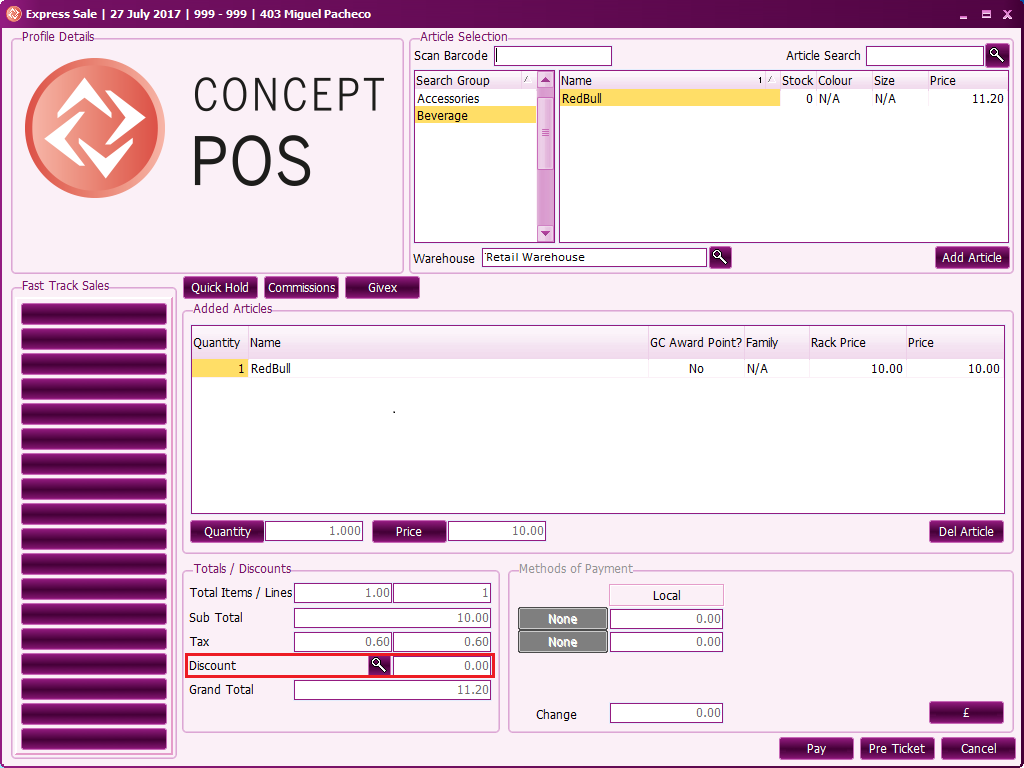 Express Sale | 27 July 2017 | 999 - 999 | 403 Miguel Pacheco
Profile Details
CONCEPT
POS
Article Selection
Scan Barcode
Article Search
Search Group
Name 1 Stock Colour Size Price
Accessories
Beverage
RedBull 0 N/A N/A 11.20
Warehouse Retail Warehouse
Add Article
Fast Track Sales
Quick Hold Commissions Givex
Added Articles
Quantity Name GC Award Point? Family Rack Price Price
1 RedBull No N/A 10.00 10.00
Quantity 1.000 Price 10.00 Del Article
Totals / Discounts
Total Items / Lines 1.00 1
Sub Total 10.00
Tax 0.60 0.60
Discount 0.00
Grand Total 11.20
Methods of Payment
Local
None 0.00
None 0.00
Change 0.00 £
Pay Pre Ticket Cancel